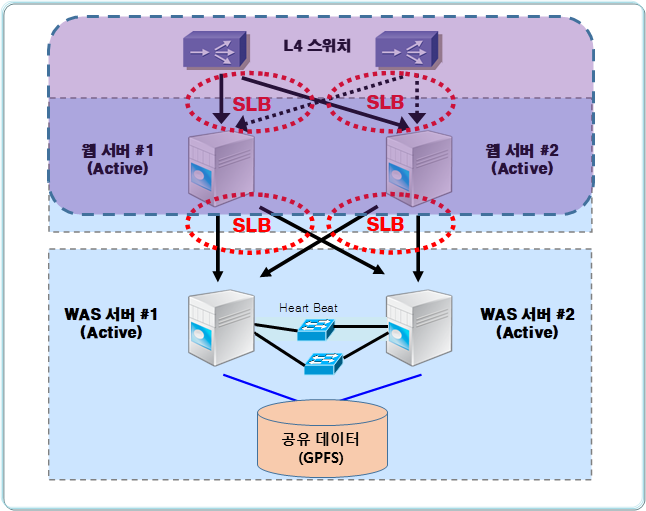 L4 스위치
SLB
SLB
웹 서버 #1
(Active)
웹 서버 #2
(Active)
SLB
SLB
WAS 서버 #1
(Active)
Heart Beat
WAS 서버 #2
(Active)
공유 데이터
(GPFS)